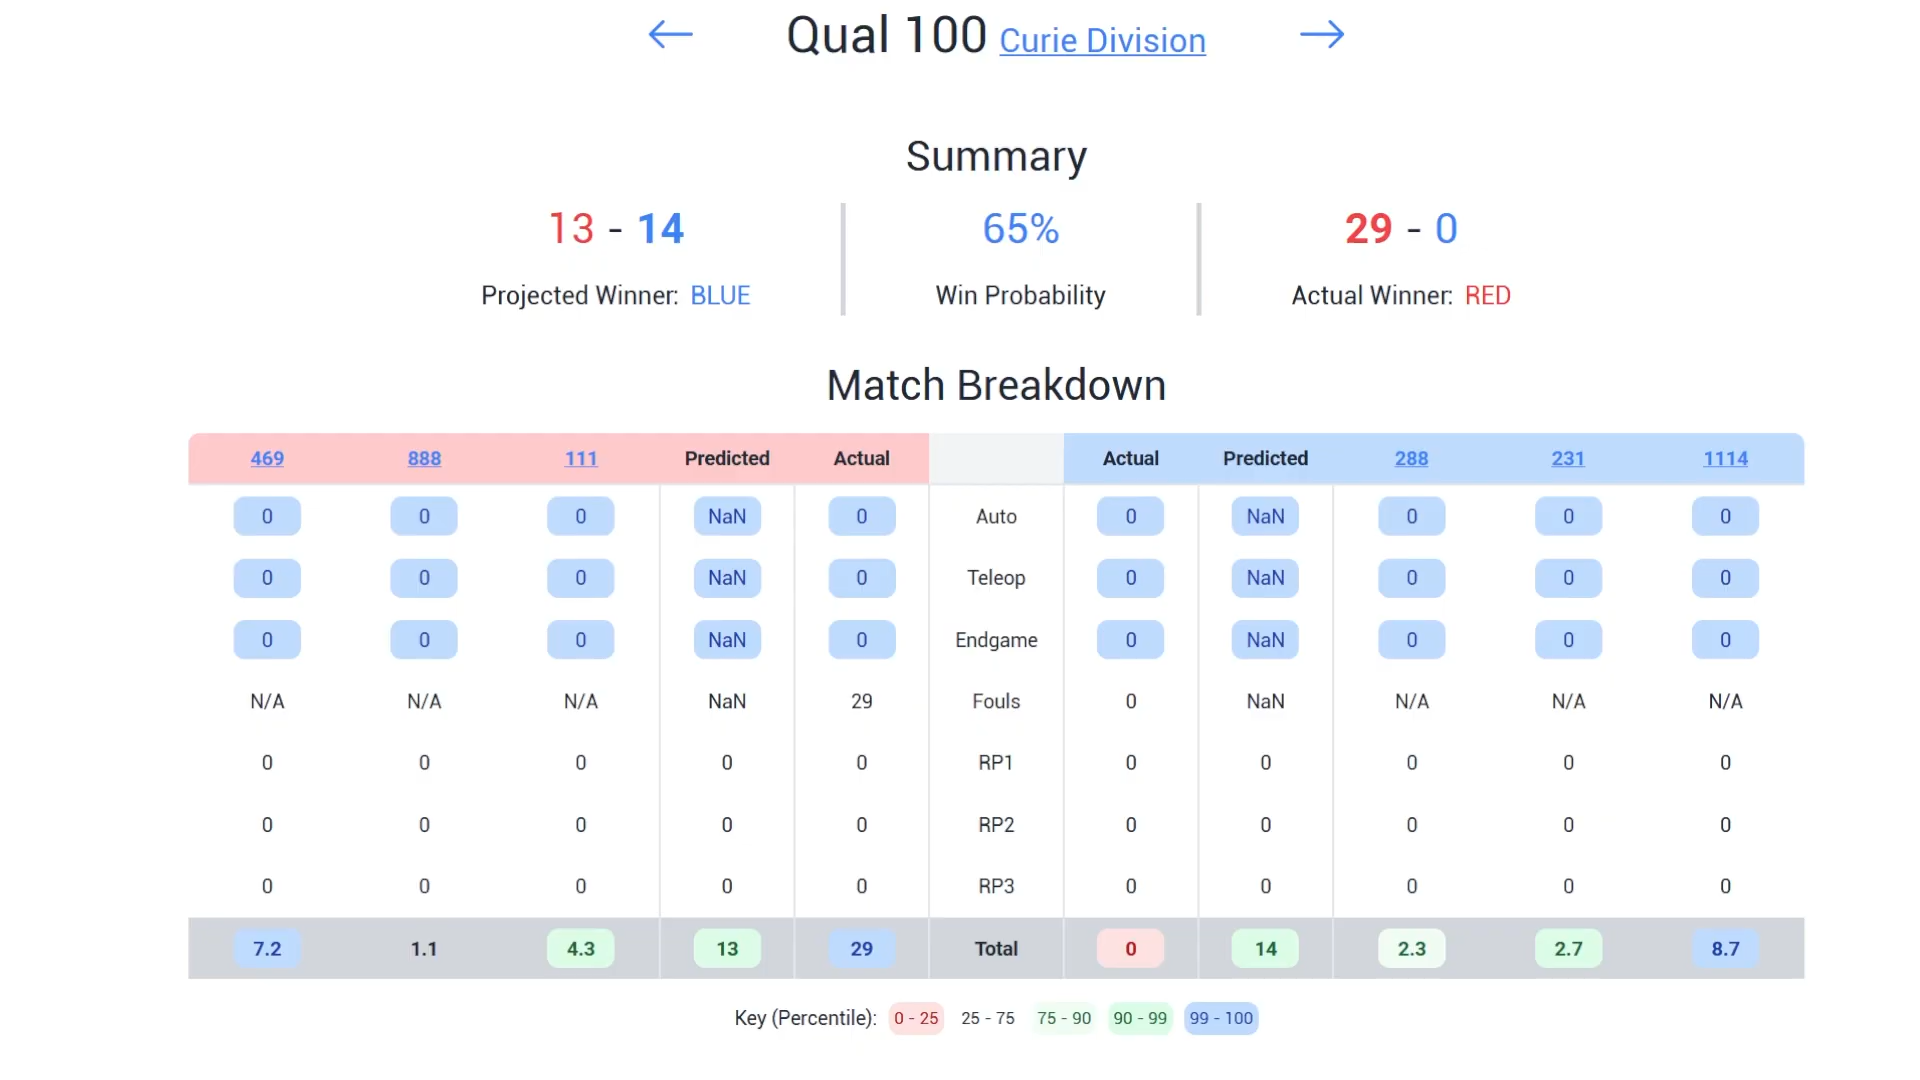 Qual 100 Curie Division
Summary
13 - 14
Projected Winner: BLUE
65%
Win Probability
29 - 0
Actual Winner: RED
Match Breakdown
469 888 111 Predicted Actual Actual Predicted 288 231 1114
0 0 0 NaN 0 Auto 0 NaN 0 0 0
0 0 0 NaN 0 Teleop 0 NaN 0 0 0
0 0 0 NaN 0 Endgame 0 NaN 0 0 0
N/A N/A N/A NaN 29 Fouls 0 NaN N/A N/A N/A
0 0 0 0 0 RP1 0 0 0 0 0
0 0 0 0 0 RP2 0 0 0 0 0
0 0 0 0 0 RP3 0 0 0 0 0
7.2 1.1 4.3 13 29 Total 0 14 2.3 2.7 8.7
Key (Percentile): 0 - 25 25 - 75 75 - 90 90 - 99 99 - 100